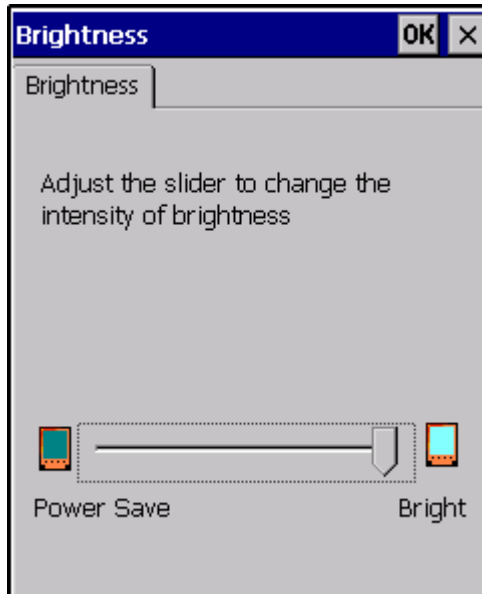 Brightness OK ×
Brightness
Adjust the slider to change the
intensity of brightness
Power Save Bright